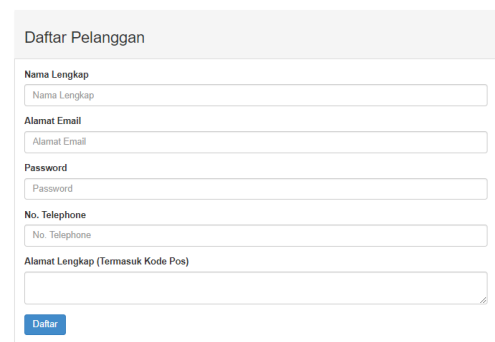 Daftar Pelanggan
Nama Lengkap
Nama Lengkap
Alamat Email
Alamat Email
Password
Password
No. Telephone
No. Telephone
Alamat Lengkap (Termasuk Kode Pos)
Daftar